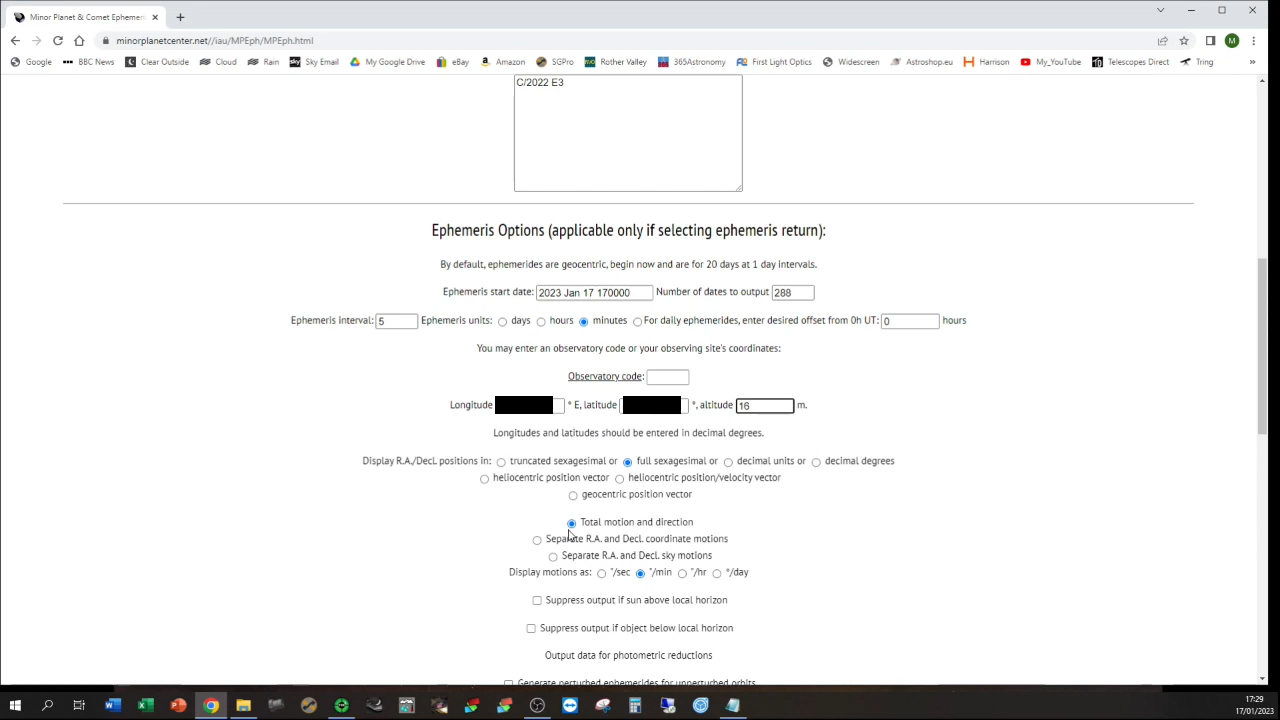 Minor Planet & Comet Ephemer
minorplanetcenter.net//iau/MPEph/MPEph.html
M
Google BBC News Clear Outside Cloud Rain Sky Email My Google Drive eBay Amazon SGPro Rother Valley 365Astronomy First Light Optics Widescreen Astroshop.eu Harrison My_YouTube Telescopes Direct Tring »
C/2022 E3
Ephemeris Options (applicable only if selecting ephemeris return):
By default, ephemerides are geocentric, begin now and are for 20 days at 1 day intervals.
Ephemeris start date: 2023 Jan 17 170000 Number of dates to output 288
Ephemeris interval: 5 Ephemeris units: days hours minutes For daily ephemerides, enter desired offset from 0h UT: 0 hours
You may enter an observatory code or your observing site's coordinates:
Observatory code:
Longitude ° E, latitude °, altitude 16 m.
Longitudes and latitudes should be entered in decimal degrees.
Display R.A./Decl. positions in: truncated sexagesimal or full sexagesimal or decimal units or decimal degrees
heliocentric position vector heliocentric position/velocity vector
geocentric position vector
Total motion and direction
Separate R.A. and Decl. coordinate motions
Separate R.A. and Decl. sky motions
Display motions as: "/sec "/min "/hr °/day
Suppress output if sun above local horizon
Suppress output if object below local horizon
Output data for photometric reductions
Generate perturbed ephemerides for unperturbed orbits
17:29
17/01/2023